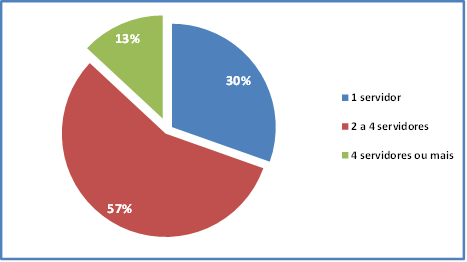 13%
30%
57%
1 servidor
2 a 4 servidores
4 servidores ou mais